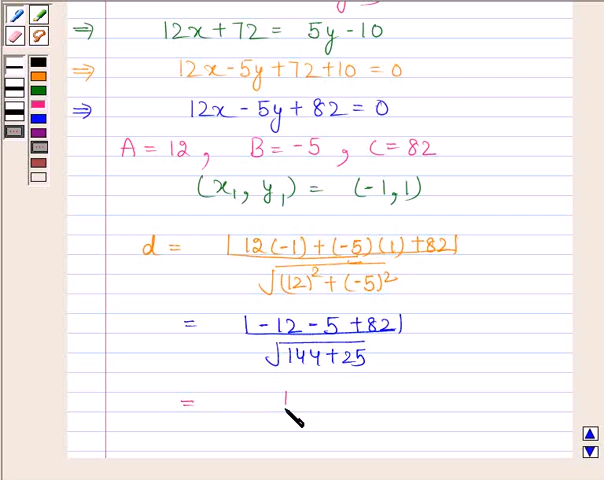 ⇒ 12x + 72 = 5y - 10
⇒ 12x - 5y + 72 + 10 = 0
⇒ 12x - 5y + 82 = 0
A = 12 , B = -5 , C = 82
(x₁, y₁) = (-1, 1)
d = |12(-1) + (-5)(1) + 82|
√(12)² + (-5)²
= |-12 - 5 + 82|
√144 + 25
= |